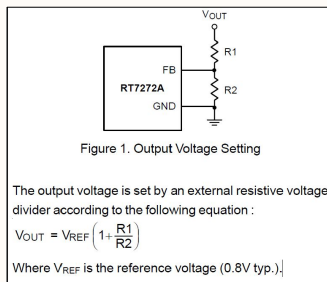 VOUT
R1
FB
RT7272A
R2
GND
Figure 1. Output Voltage Setting
The output voltage is set by an external resistive voltage
divider according to the following equation :
VOUT = VREF (1+ R1/R2)
Where VREF is the reference voltage (0.8V typ.).